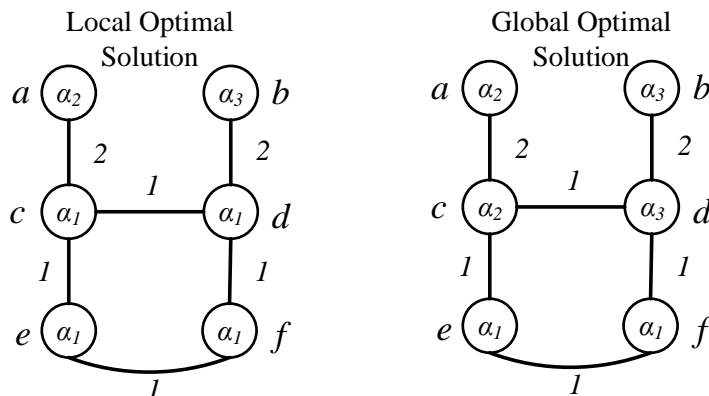 Local Optimal
Solution
a α2 α3 b
2 2
1
c α1 α1 d
1 1
e α1 α1 f
1
Global Optimal
Solution
a α2 α3 b
2 2
1
c α2 α3 d
1 1
e α1 α1 f
1